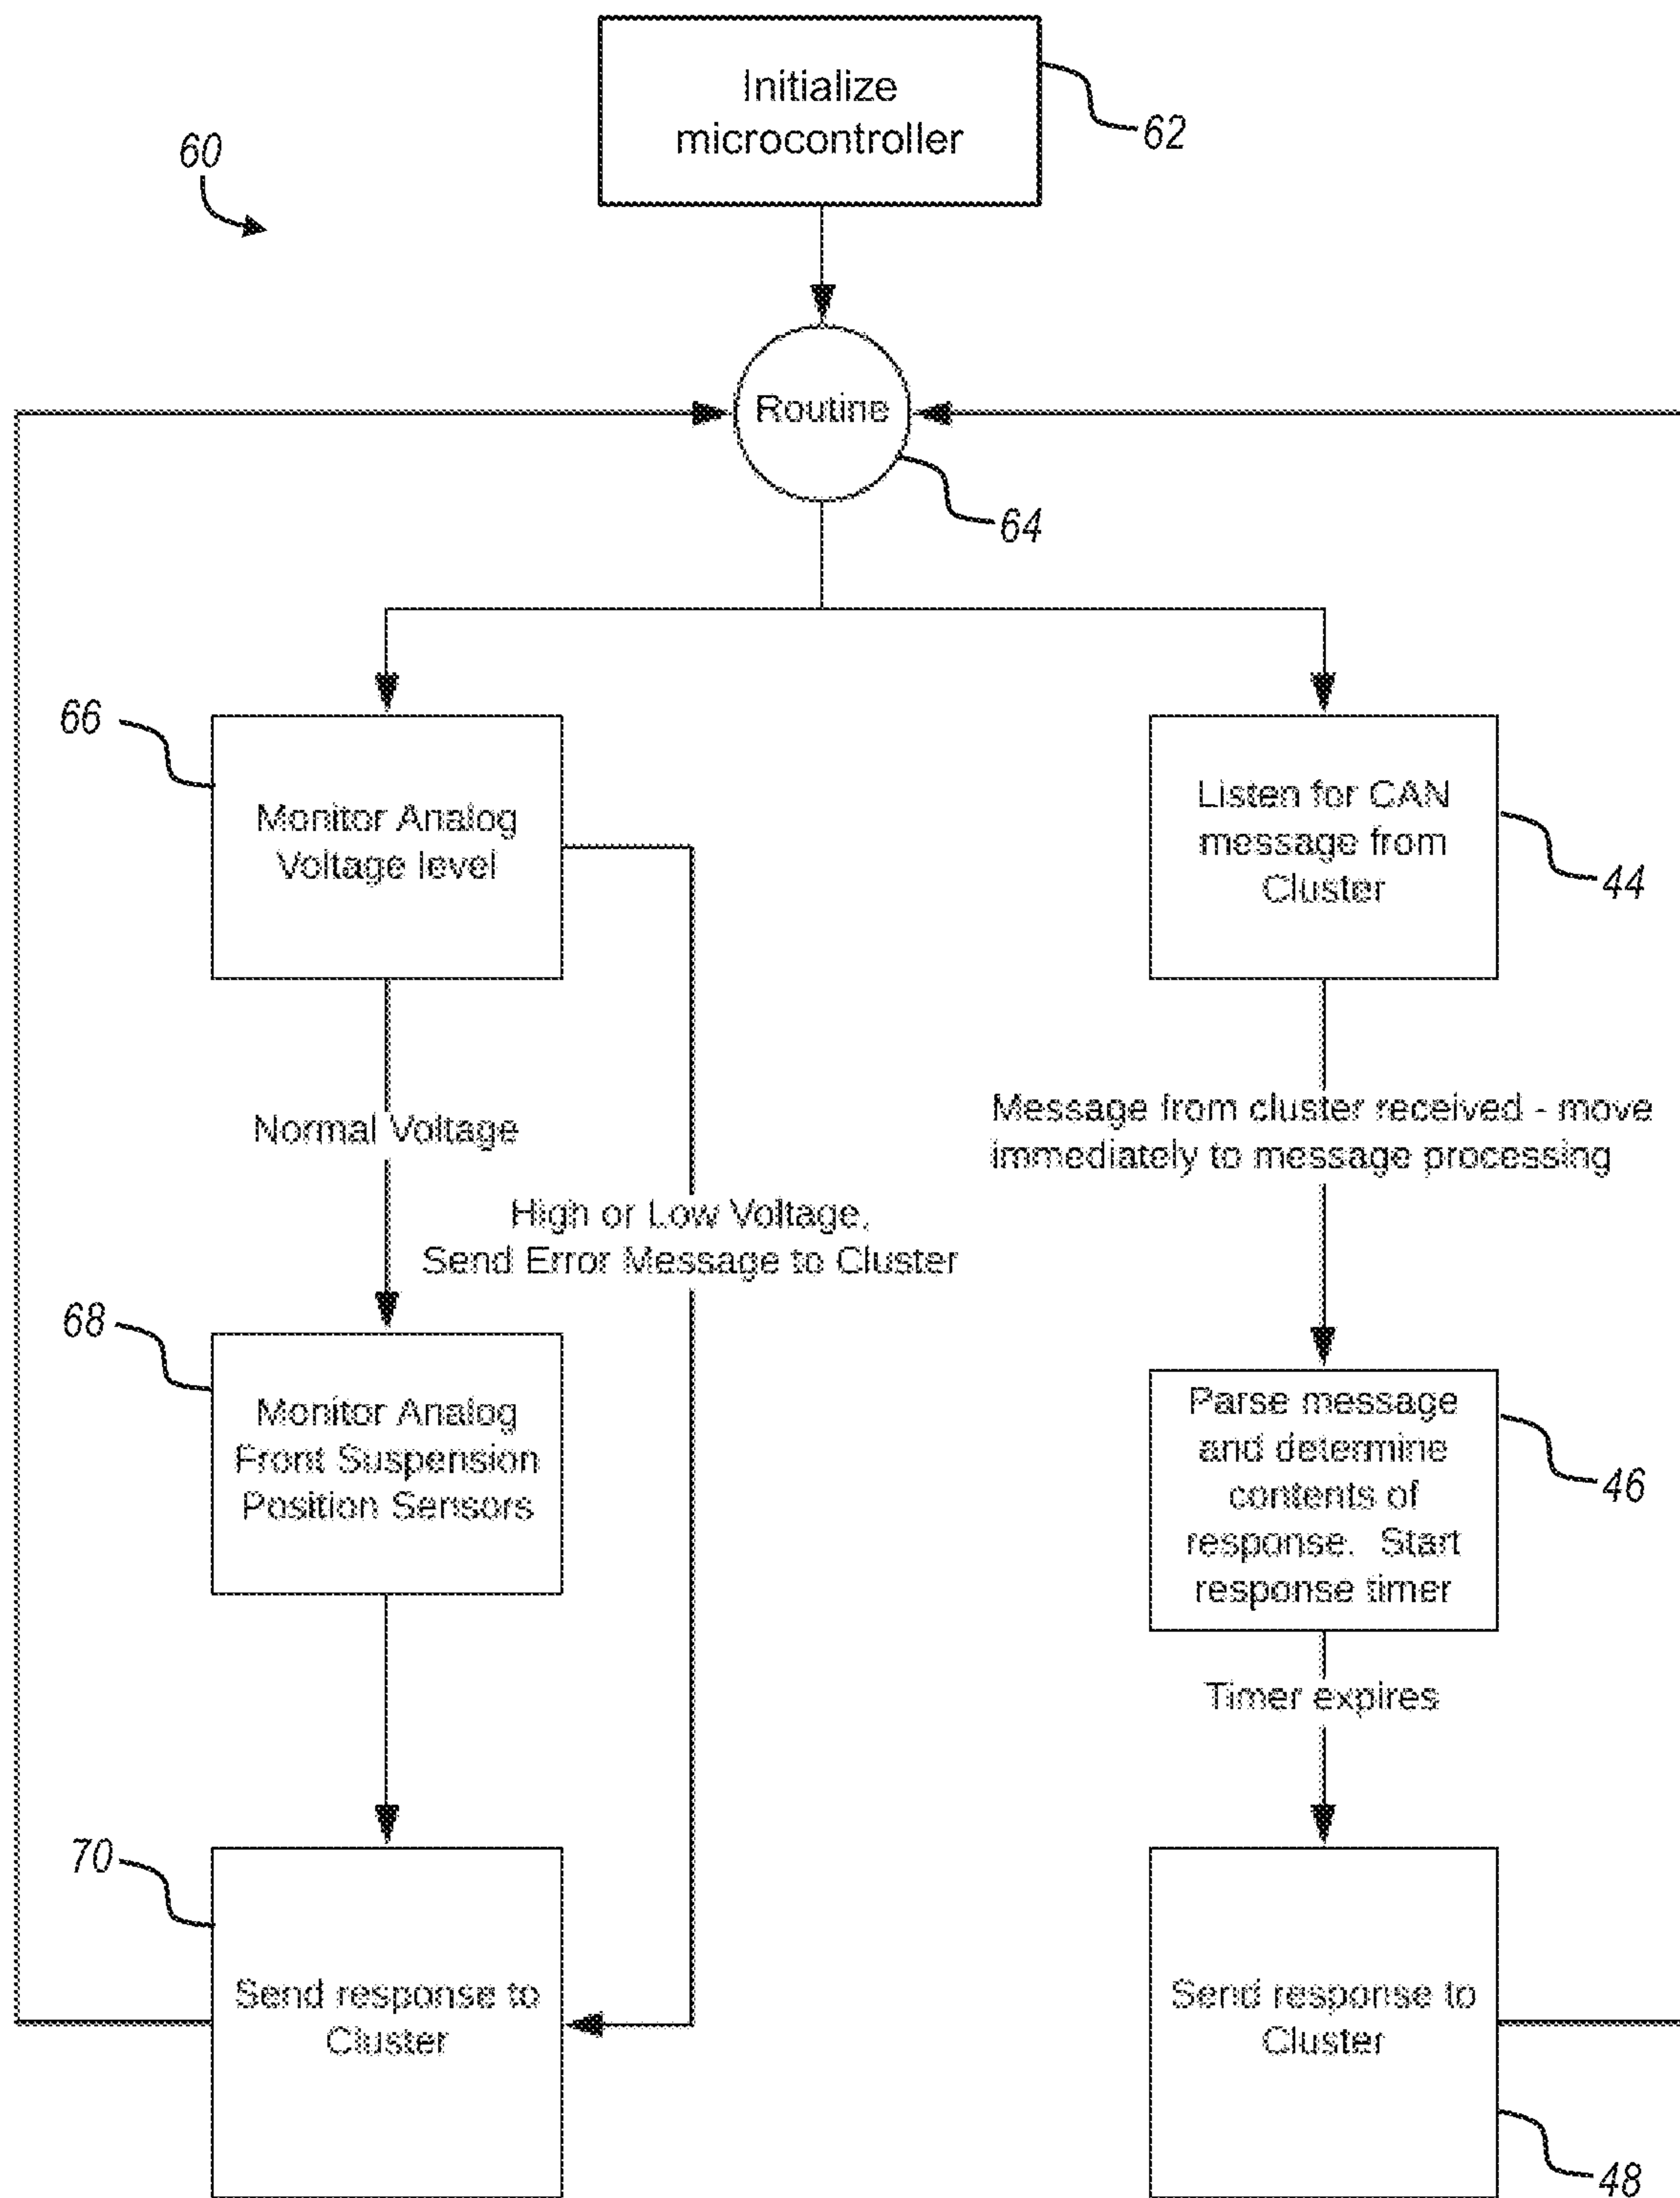 Initialize
microcontroller
62
60
Routine
64
66
Monitor Analog
Voltage level
Listen for CAN
message from
Cluster
44
Normal Voltage
Message from cluster received - move
immediately to message processing
High or Low Voltage,
Send Error Message to Cluster
68
Monitor Analog
Front Suspension
Position Sensors
Parse message
and determine
contents of
response. Start
response timer
46
Timer expires
70
Send response to
Cluster
Send response to
Cluster
48